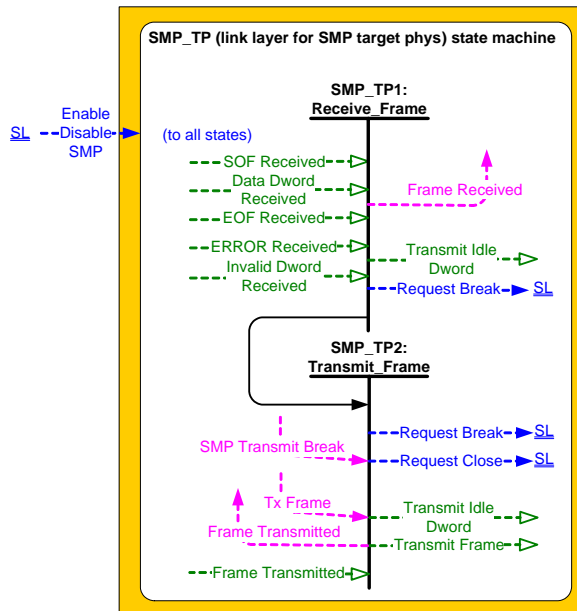 SMP_TP (link layer for SMP target phys) state machine
SMP_TP1:
Receive_Frame
Enable
Disable
SMP
SL
(to all states)
SOF Received
Data Dword
Received
Frame Received
EOF Received
ERROR Received
Transmit Idle
Dword
Invalid Dword
Received
Request Break
SL
SMP_TP2:
Transmit_Frame
Request Break
SL
SMP Transmit Break
Request Close
SL
Tx Frame
Transmit Idle
Dword
Frame Transmitted
Transmit Frame
Frame Transmitted